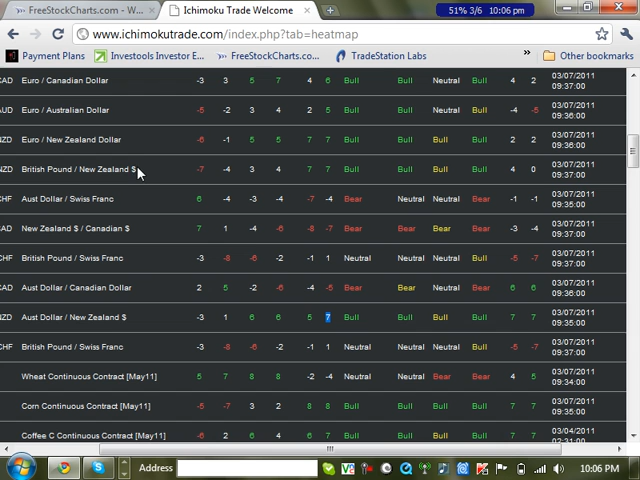 FreeStockCharts.com - W...
Ichimoku Trade Welcome
51% 3/6 10:06 pm
www.ichimokutrade.com/index.php?tab=heatmap
Payment Plans
Investools Investor E...
FreeStockCharts.co...
TradeStation Labs
»
Other bookmarks
CAD Euro / Canadian Dollar -3 3 5 7 4 6 Bull Bull Neutral Bull 4 2 03/07/2011 09:37:00
AUD Euro / Australian Dollar -5 -2 3 4 2 5 Bull Bull Neutral Bull -4 -5 03/07/2011 09:36:00
NZD Euro / New Zealand Dollar -6 -1 5 5 7 7 Bull Bull Bull Bull 2 2 03/07/2011 09:36:00
NZD British Pound / New Zealand $ -7 -4 3 4 7 7 Bull Bull Bull Bull 4 0 03/07/2011 09:37:00
CHF Aust Dollar / Swiss Franc 6 -4 -3 -4 -7 -4 Bear Neutral Neutral Bear -1 -1 03/07/2011 09:35:00
CAD New Zealand $ / Canadian $ 7 1 -4 -6 -8 -7 Bear Bear Bear Bear -3 -4 03/07/2011 09:37:00
CHF British Pound / Swiss Franc -3 -8 -6 -2 -1 1 Neutral Neutral Neutral Bull -5 -7 03/07/2011 09:37:00
CAD Aust Dollar / Canadian Dollar 2 5 -2 -6 -4 -5 Bear Bear Neutral Bear 6 6 03/07/2011 09:36:00
NZD Aust Dollar / New Zealand $ -3 1 6 6 5 7 Bull Bull Bull Bull 7 7 03/07/2011 09:35:00
CHF British Pound / Swiss Franc -3 -8 -6 -2 -1 1 Neutral Neutral Neutral Bull -5 -7 03/07/2011 09:37:00
Wheat Continuous Contract [May11] 5 7 8 8 -2 -4 Neutral Neutral Bear Bear 4 5 03/07/2011 09:34:00
Corn Continuous Contract [May11] -5 -7 3 2 8 8 Bull Bull Bull Bull 7 7 03/07/2011 09:35:00
Coffee C Continuous Contract [May11] -6 2 6 4 6 7 Bull Bull Bull Bull 7 7 03/04/2011 02:31:00
Address
10:06 PM